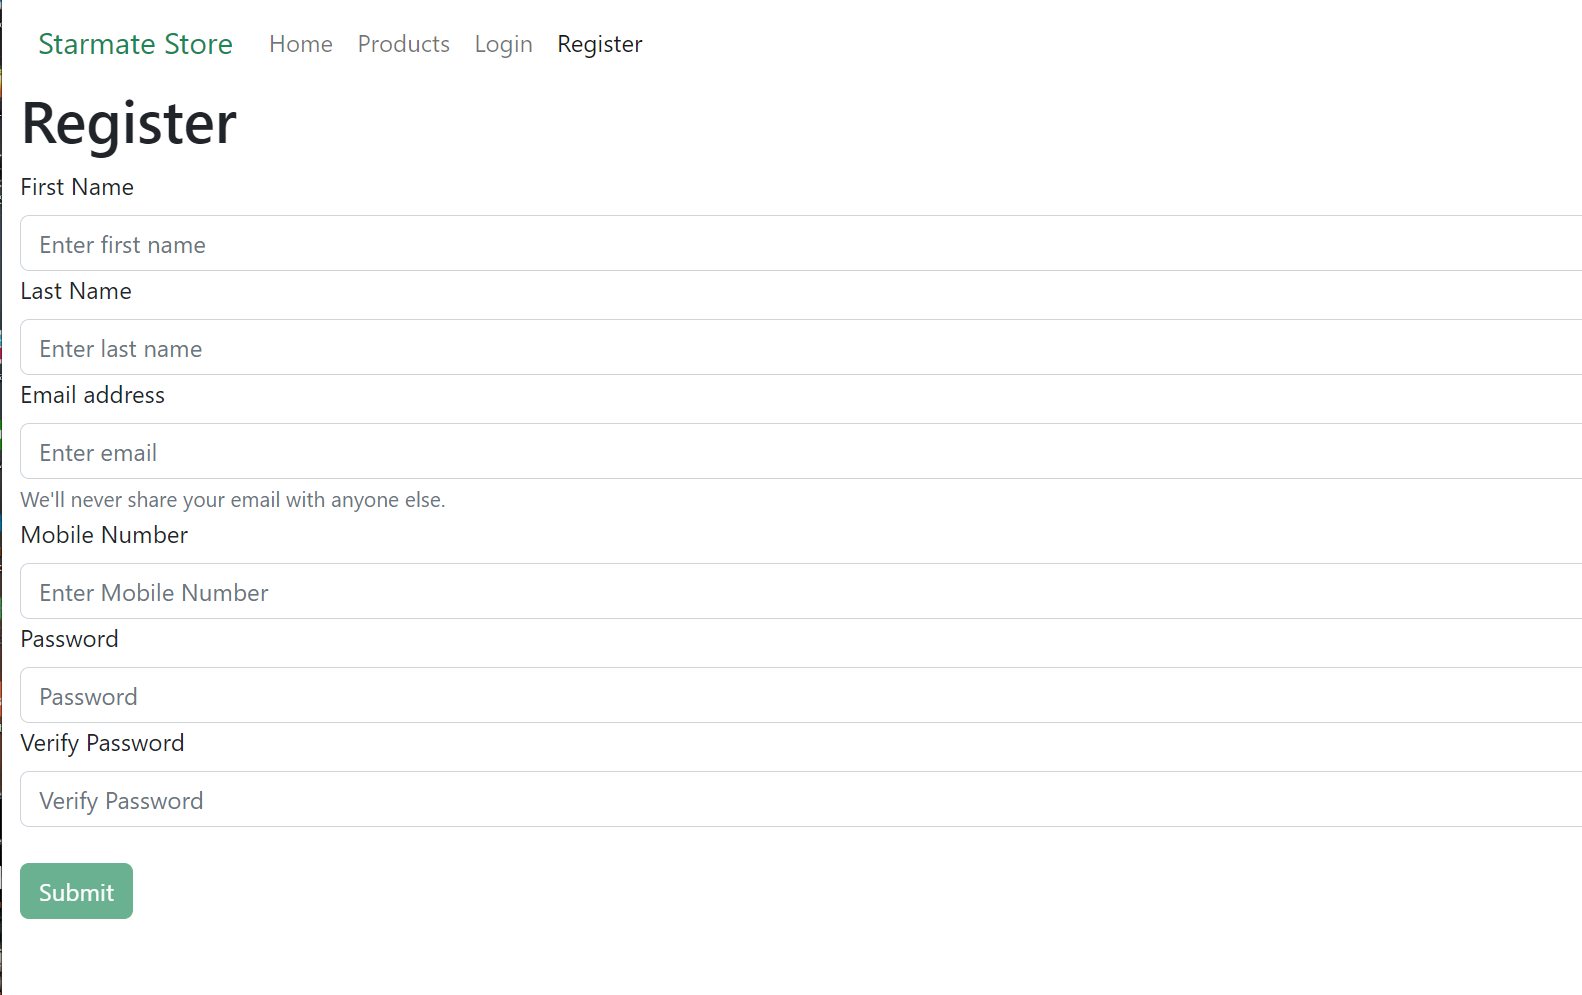 Starmate Store Home Products Login Register
Register
First Name
Enter first name
Last Name
Enter last name
Email address
Enter email
We'll never share your email with anyone else.
Mobile Number
Enter Mobile Number
Password
Password
Verify Password
Verify Password
Submit